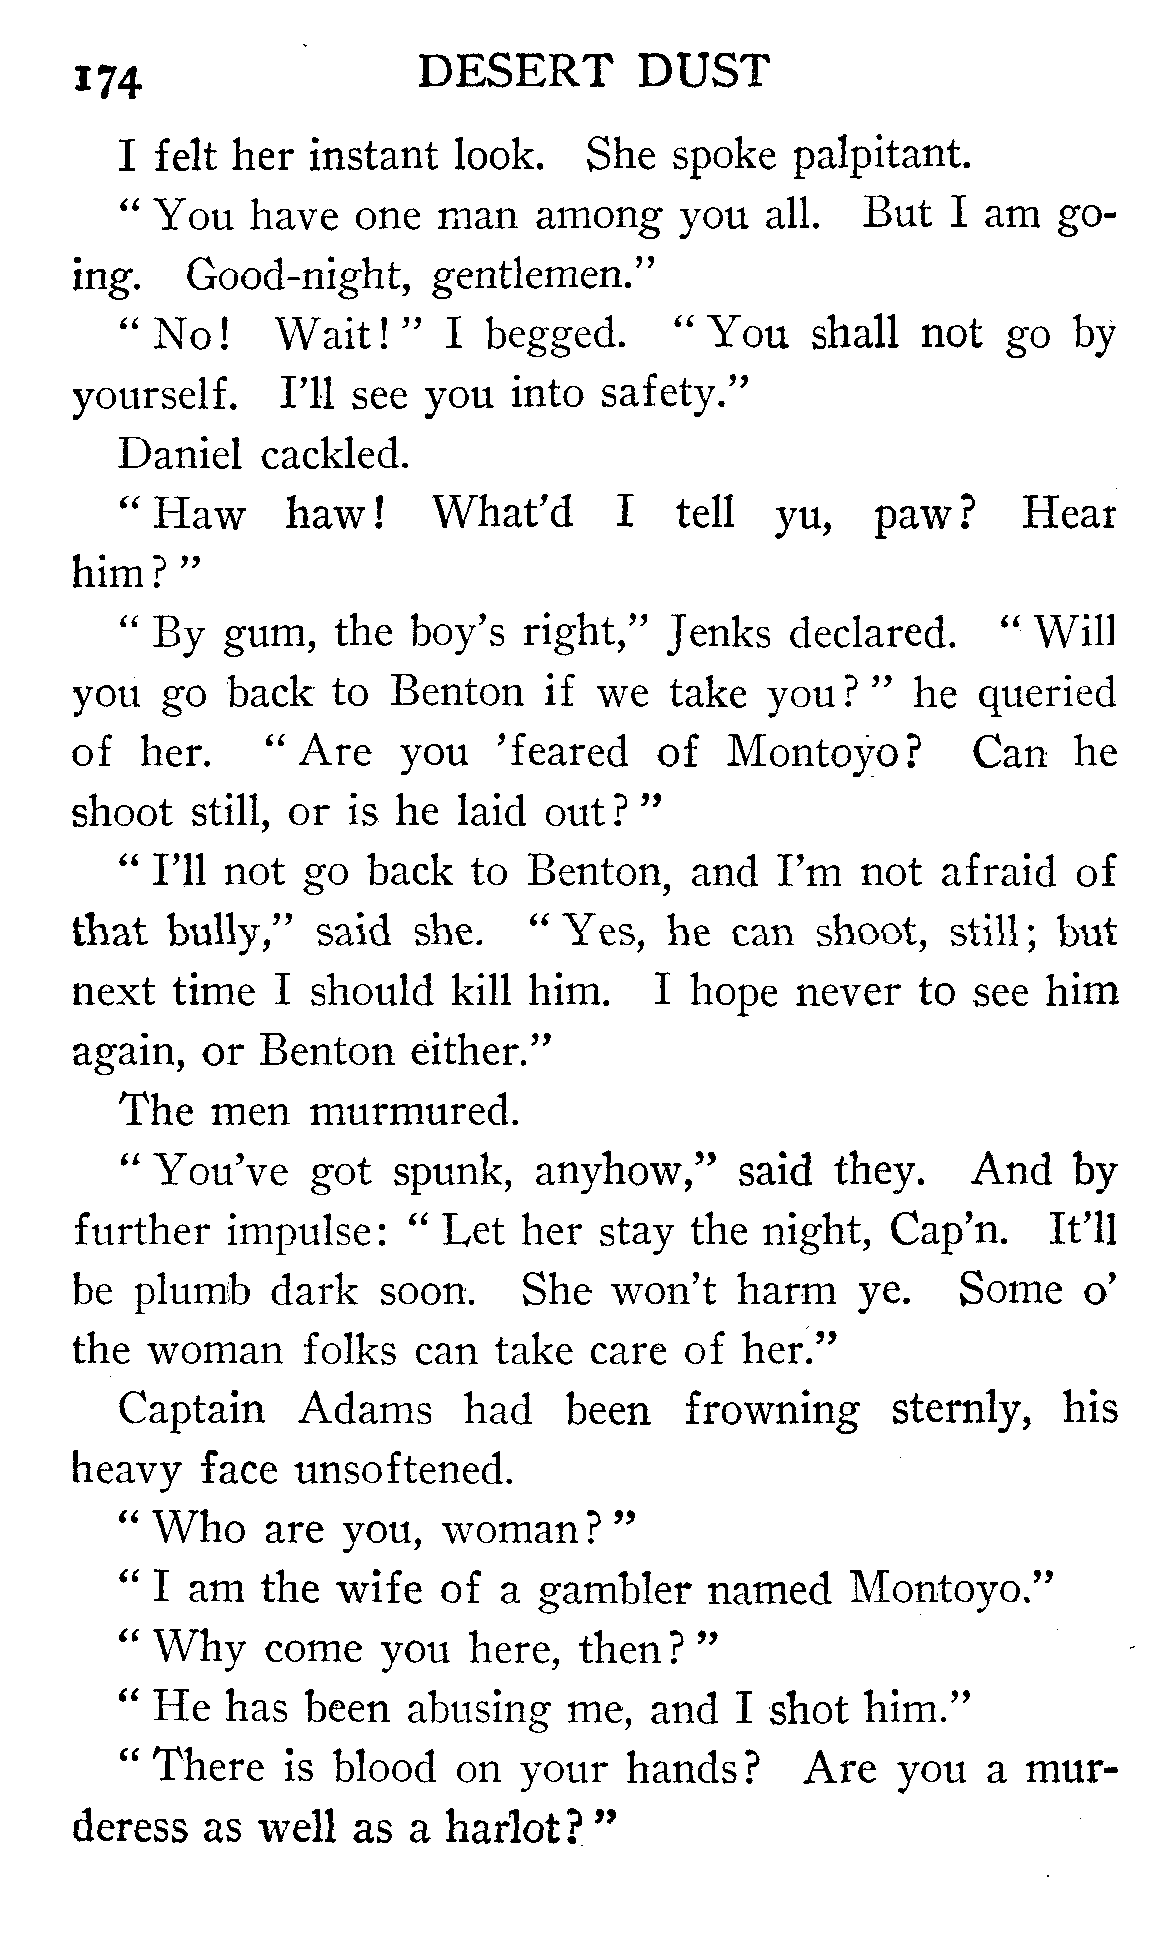 174 DESERT DUST
I felt her instant look. She spoke palpitant.
“ You have one man among you all. But I am go-
ing. Good-night, gentlemen.”
“ No! Wait! ” I begged. “ You shall not go by
yourself. I’ll see you into safety.”
Daniel cackled.
“ Haw haw! What’d I tell yu, paw? Hear
him? ”
“ By gum, the boy’s right,” Jenks declared. “ Will
you go back to Benton if we take you? ” he queried
of her. “ Are you ’feared of Montoyo? Can he
shoot still, or is he laid out? ”
“ I’ll not go back to Benton, and I’m not afraid of
that bully,” said she. “ Yes, he can shoot, still; but
next time I should kill him. I hope never to see him
again, or Benton either.”
The men murmured.
“ You’ve got spunk, anyhow,” said they. And by
further impulse: “ Let her stay the night, Cap’n. It’ll
be plumb dark soon. She won’t harm ye. Some o’
the woman folks can take care of her.”
Captain Adams had been frowning sternly, his
heavy face unsoftened.
“ Who are you, woman? ”
“ I am the wife of a gambler named Montoyo.”
“ Why come you here, then? ”
“ He has been abusing me, and I shot him.”
“ There is blood on your hands? Are you a mur-
deress as well as a harlot? ”